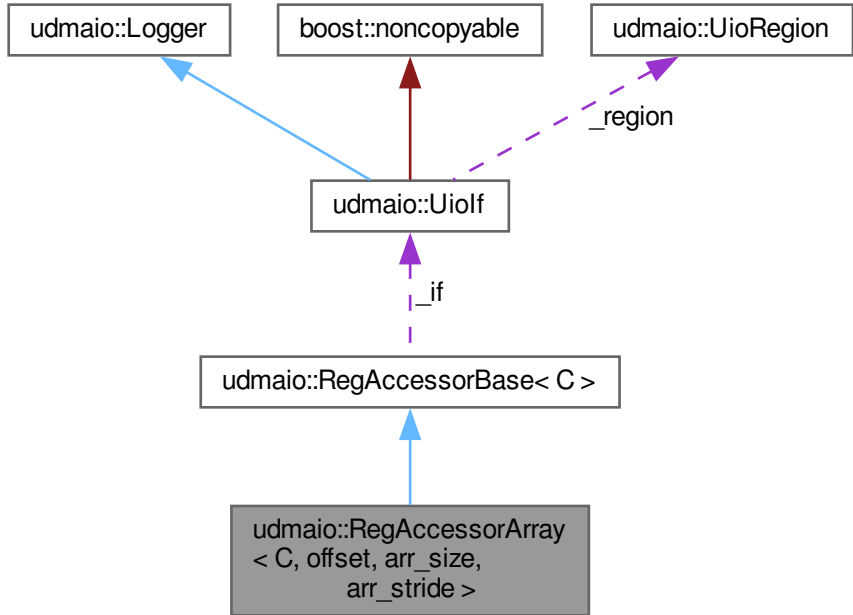 udmaio::Logger
boost::noncopyable
udmaio::UioRegion
_region
udmaio::UioIf
_if
udmaio::RegAccessorBase< C >
udmaio::RegAccessorArray
< C, offset, arr_size,
arr_stride >